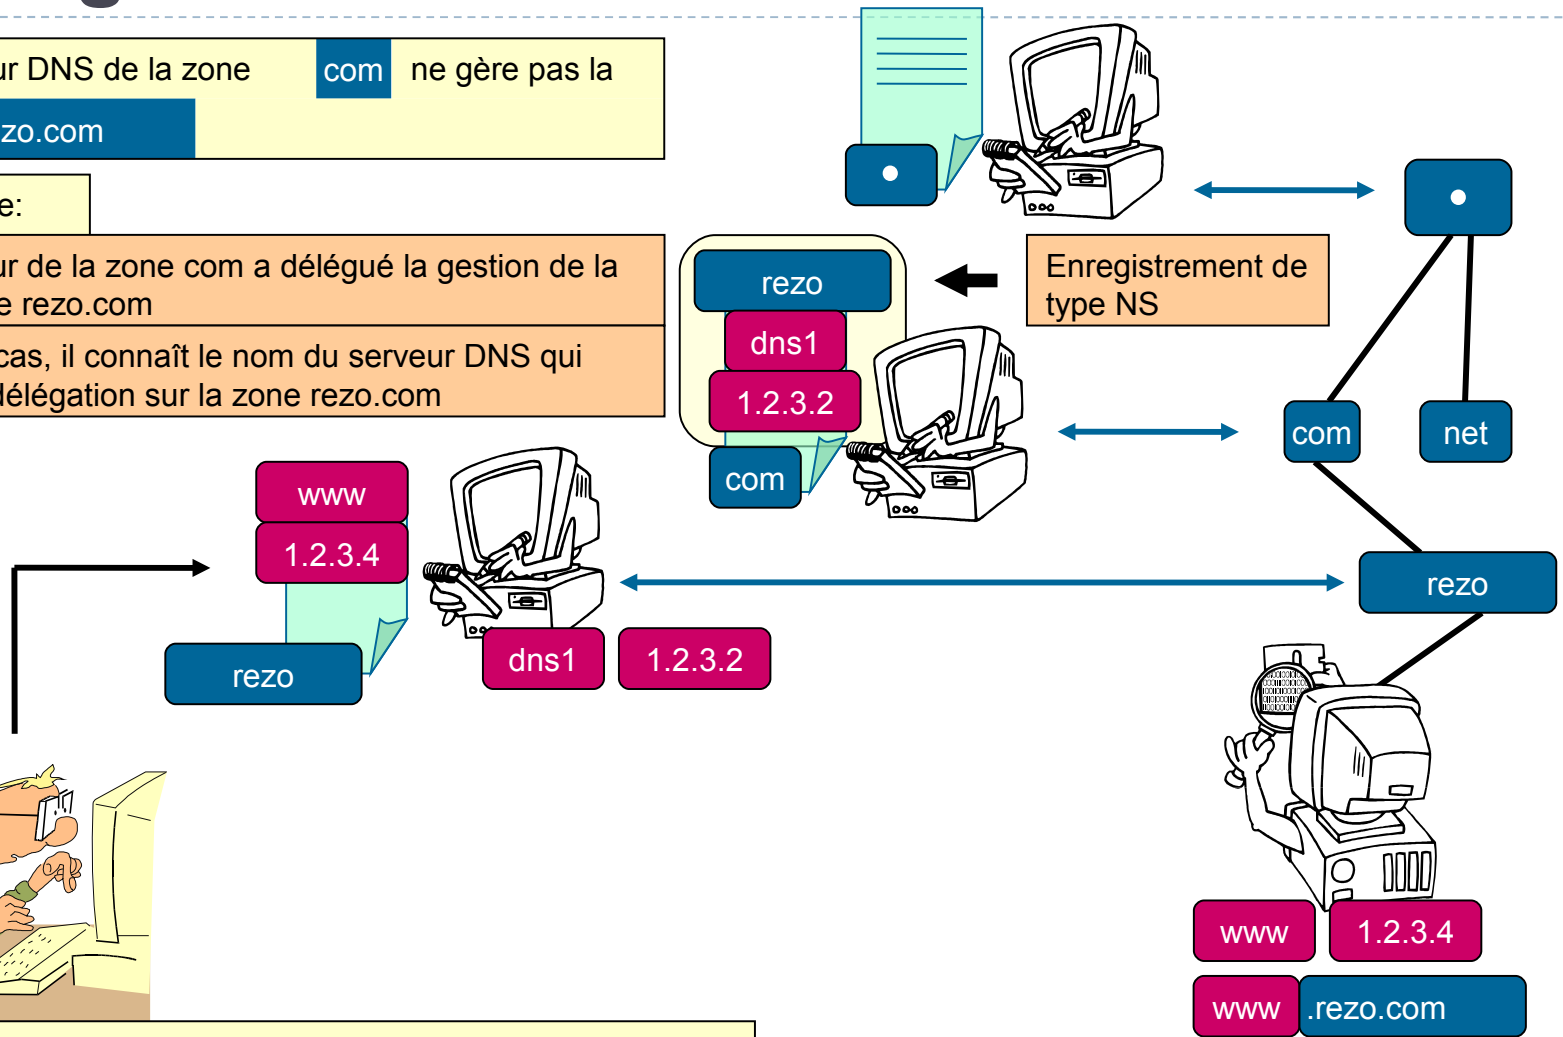 DNS de la zone com ne gère pas la
zo.com
e:
de la zone com a délégué la gestion de la
rezo.com
cas, il connaît le nom du serveur DNS qui
délégation sur la zone rezo.com
rezo
dns1
1.2.3.2
com
Enregistrement de
type NS
com
net
rezo
www
1.2.3.4
rezo
dns1
1.2.3.2
www
1.2.3.4
www .rezo.com